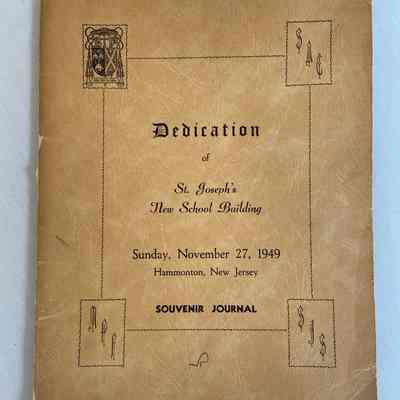 S A C
Dedication
of
St. Joseph's
New School Building
Sunday, November 27, 1949
Hammonton, New Jersey
SOUVENIR JOURNAL
S J S